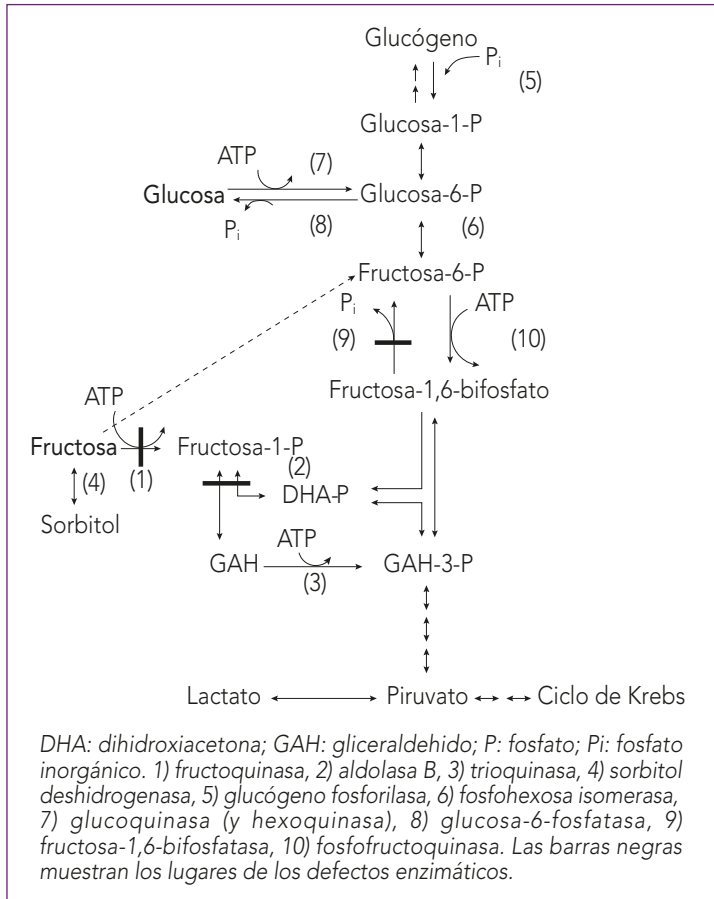 Glucógeno
Pi
(5)
Glucosa-1-P
ATP
(7)
Glucosa
Glucosa-6-P
Pi
(8)
(6)
Fructosa-6-P
Pi
ATP
(9)
(10)
Fructosa-1,6-bifosfato
ATP
Fructosa
Fructosa-1-P
(4)
(1)
(2)
DHA-P
Sorbitol
ATP
GAH
GAH-3-P
(3)
Lactato
Piruvato
Ciclo de Krebs
DHA: dihidroxiacetona; GAH: gliceraldehido; P: fosfato; Pi: fosfato
inorgánico. 1) fructoquinasa, 2) aldolasa B, 3) trioquinasa, 4) sorbitol
deshidrogenasa, 5) glucógeno fosforilasa, 6) fosfohexosa isomerasa,
7) glucoquinasa (y hexoquinasa), 8) glucosa-6-fosfatasa, 9)
fructosa-1,6-bifosfatasa, 10) fosfofructoquinasa. Las barras negras
muestran los lugares de los defectos enzimáticos.